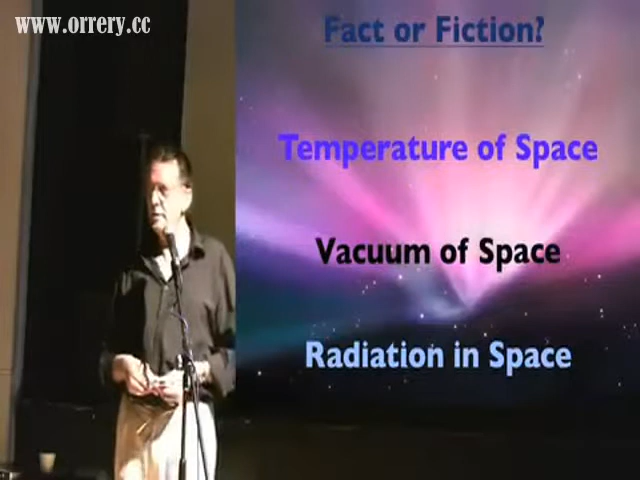 www.orrery.cc
Fact or Fiction?
Temperature of Space
Vacuum of Space
Radiation in Space